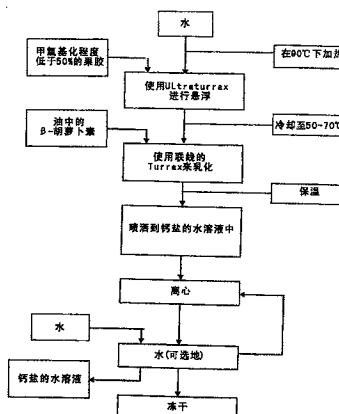 水
甲氧基化程度
低于50%的果胶
在90℃下加热
使用Ultraturrax
进行悬浮
油中的
β-胡萝卜素
冷却至50-70℃
使用联线的
Turrax来乳化
保温
喷洒到钙盐的水溶液中
离心
水
水(可选地)
钙盐的水溶液
冻干